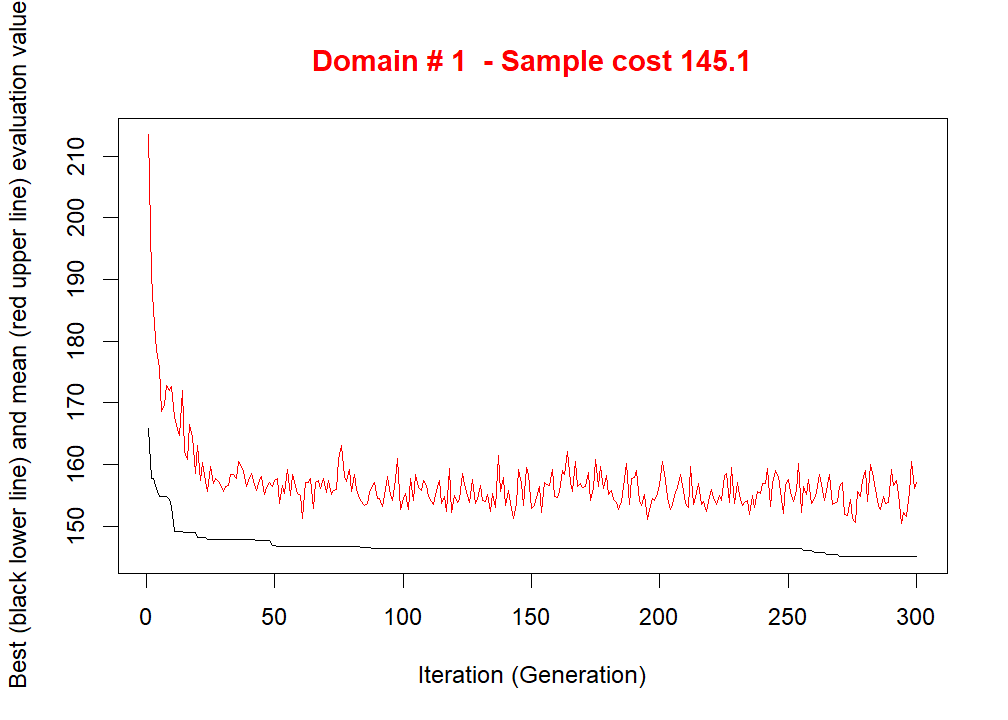 Domain # 1  - Sample cost 145.1
Best (black lower line) and mean (red upper line) evaluation value
210
200
190
180
170
160
150
0 50 100 150 200 250 300
Iteration (Generation)